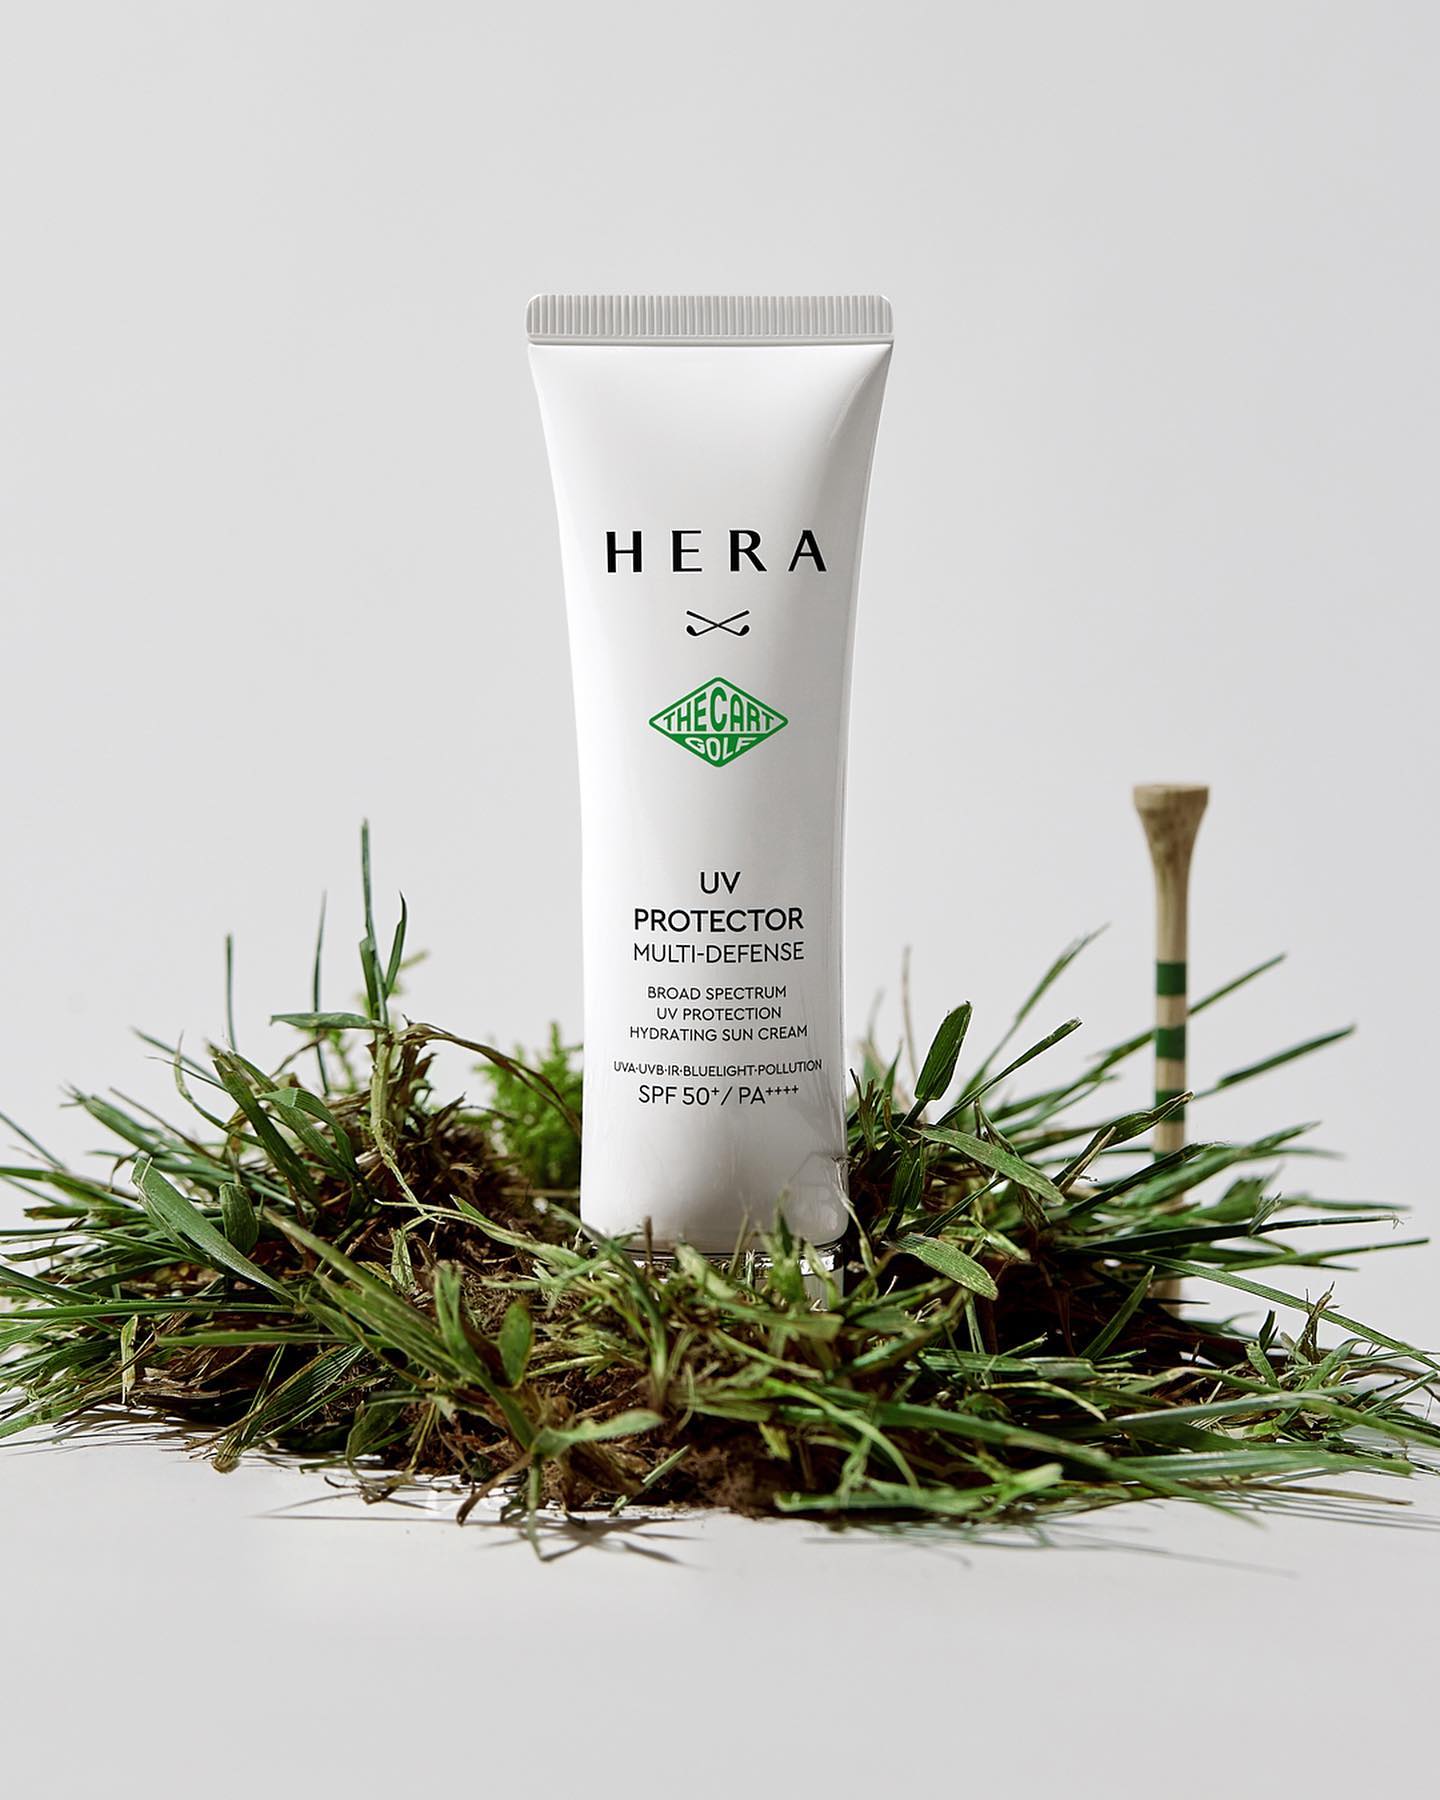 HERA
THE CART
GOLF
UV
PROTECTOR
MULTI-DEFENSE
BROAD SPECTRUM
UV PROTECTION
HYDRATING SUN CREAM
UVA·UVB·IR·BLUELIGHT·POLLUTION
SPF 50⁺/ PA⁺⁺⁺⁺